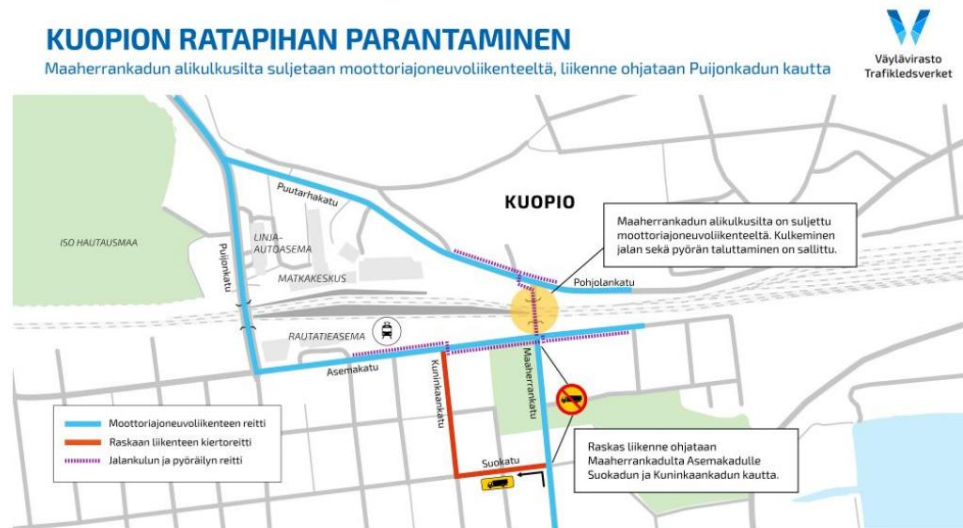 KUOPION RATAPIHAN PARANTAMINEN
Maaherrankadun alikulkusilta suljetaan moottoriajoneuvoliikenteeltä, liikenne ohjataan Puijonkadun kautta
Väylävirasto
Trafikledsverket
Puutarhakatu
KUOPIO
Maaherrankadun alikulkusilta on suljettu
moottoriajoneuvoliikenteeltä. Kulkeminen
jalan sekä pyörän taluttaminen on sallittu.
ISO HAUTAUSMAA
Puijonkatu
LINJA-
AUTOASEMA
MATKAKESKUS
Pohjolankatu
RAUTATIEASEMA
Asemakatu
Kuninkaankatu
Maaherrankatu
Moottoriajoneuvoliikenteen reitti
Raskaan liikenteen kiertoreitti
Jalankulun ja pyöräilyn reitti
Suokatu
Raskas liikenne ohjataan
Maaherrankadulta Asemakadulle
Suokadun ja Kuninkaankadun kautta.